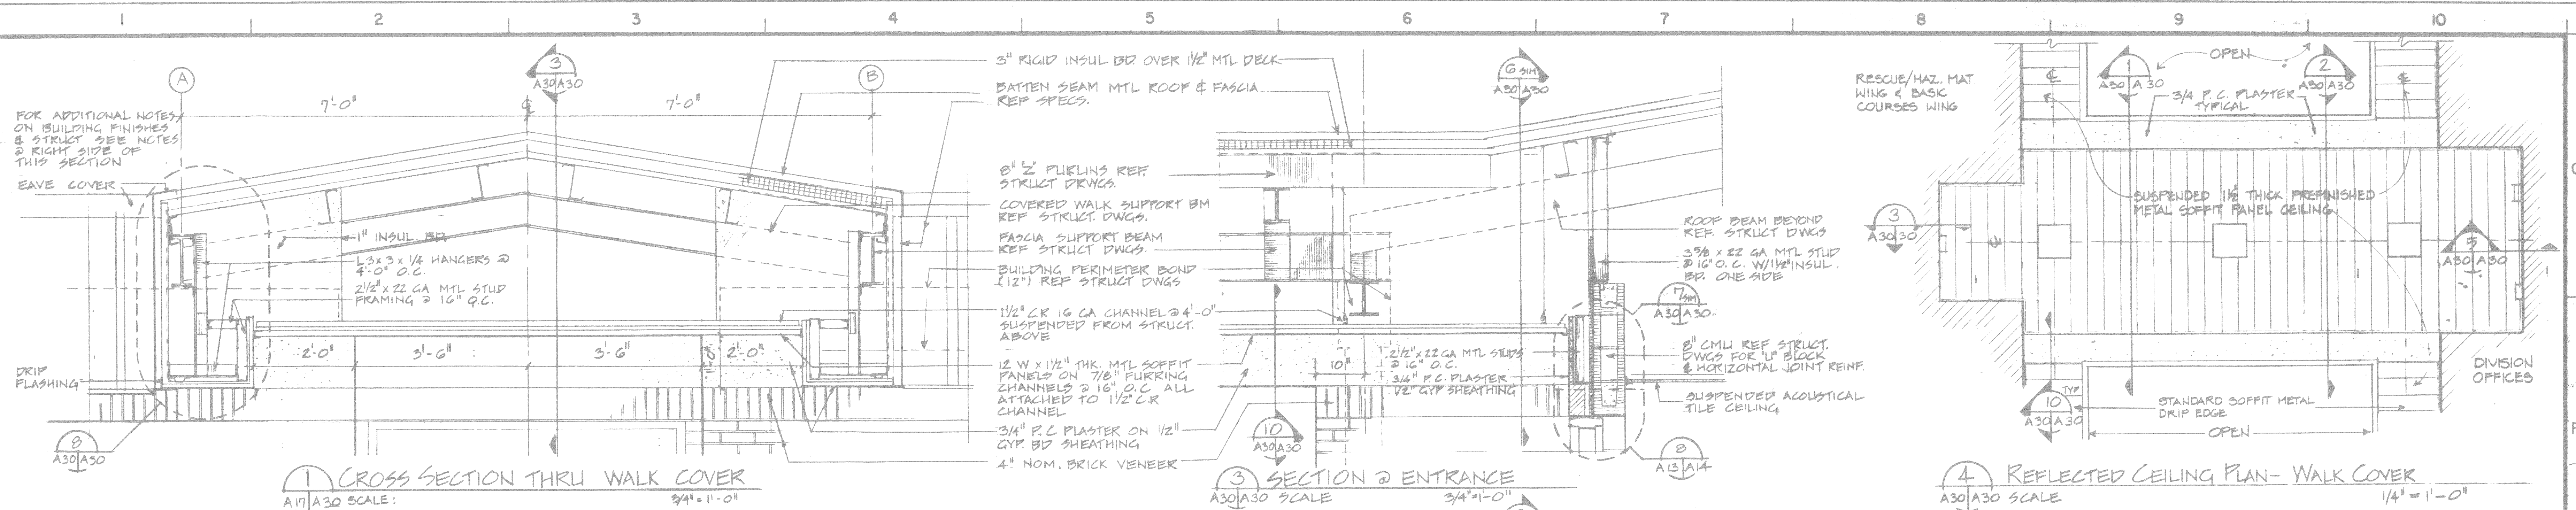 1 2 3 4 5 6 7 8 9 10
A
3
A30 A30
B
7'-0" 7'-0"
FOR ADDITIONAL NOTES
ON BUILDING FINISHES
& STRUCT SEE NOTES
@ RIGHT SIDE OF
THIS SECTION
EAVE COVER
1" INSUL. BD.
L 3 x 3 x 1/4 HANGERS @
4'-0" O.C.
2 1/2" x 22 GA MTL STUD
FRAMING @ 16" O.C.
2'-0" 3'-6" 3'-6" 8" 2'-0"
DRIP
FLASHING
8
A30 A30
1 CROSS SECTION THRU WALK COVER
A17 A30 SCALE: 3/4" = 1'-0"
3" RIGID INSUL BD OVER 1 1/2" MTL DECK
BATTEN SEAM MTL ROOF & FASCIA
REF SPECS.
8" "Z" PURLINS REF.
STRUCT DRWGS.
COVERED WALK SUPPORT BM
REF STRUCT. DWGS.
FASCIA SUPPORT BEAM
REF STRUCT DWGS.
BUILDING PERIMETER BOND
(12") REF STRUCT DWGS
1 1/2" C.R 16 GA CHANNEL @ 4'-0"
SUSPENDED FROM STRUCT.
ABOVE
12 W x 1 1/2" THK. MTL SOFFIT
PANELS ON 7/8" FURRING
CHANNELS @ 16" O.C ALL
ATTACHED TO 1 1/2" C.R
CHANNEL
3/4" P.C PLASTER ON 1/2"
GYP. BD SHEATHING
4" NOM. BRICK VENEER
6 SIM
A30 A30
ROOF BEAM BEYOND
REF. STRUCT DWGS
3 5/8 x 22 GA MTL STUD
@ 16" O.C. W/1 1/2" INSUL.
BD. ONE SIDE
7 SIM
A30 A30
10"
2 1/2" x 22 GA MTL STUDS
@ 16" O.C.
3/4" P.C. PLASTER
1/2" GYP SHEATHING
8" CMU REF STRUCT.
DWGS FOR "U" BLOCK
& HORIZONTAL JOINT REINF.
SUSPENDED ACOUSTICAL
TILE CEILING
10
A30 A30
8
A13 A14
3 SECTION @ ENTRANCE
A30 A30 SCALE 3/4"=1'-0"
RESCUE/HAZ. MAT
WING & BASIC
COURSES WING
OPEN
1
A30 A30
2
A30 A30
3/4 P.C. PLASTER
TYPICAL
SUSPENDED 1 1/2 THICK PREFINISHED
METAL SOFFIT PANEL CEILING
3
A30 30
5
A30 A30
DIVISION
OFFICES
10 TYP
A30 A30
STANDARD SOFFIT METAL
DRIP EDGE
OPEN
4 REFLECTED CEILING PLAN- WALK COVER
A30 A30 SCALE 1/4" = 1'-0"